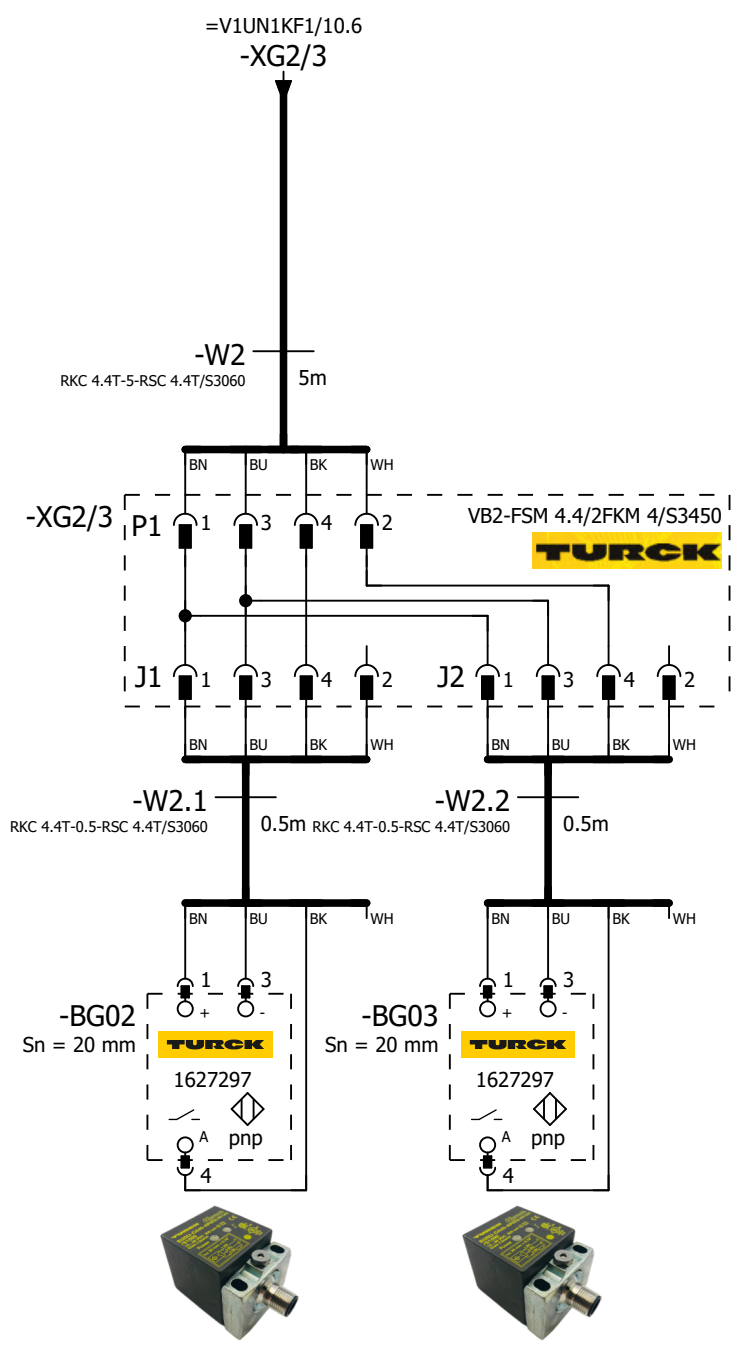 =V1UN1KF1/10.6
-XG2/3
-W2
RKC 4.4T-5-RSC 4.4T/S3060
5m
BN BU BK WH
-XG2/3
P1 1 3 4 2
VB2-FSM 4.4/2FKM 4/S3450
TURCK
J1 1 3 4 2 J2 1 3 4 2
BN BU BK WH BN BU BK WH
-W2.1 -W2.2
RKC 4.4T-0.5-RSC 4.4T/S3060 0.5m RKC 4.4T-0.5-RSC 4.4T/S3060 0.5m
BN BU BK WH BN BU BK WH
1 3 1 3
-BG02 + - -BG03 + -
Sn = 20 mm TURCK Sn = 20 mm TURCK
1627297 1627297
A pnp A pnp
4 4